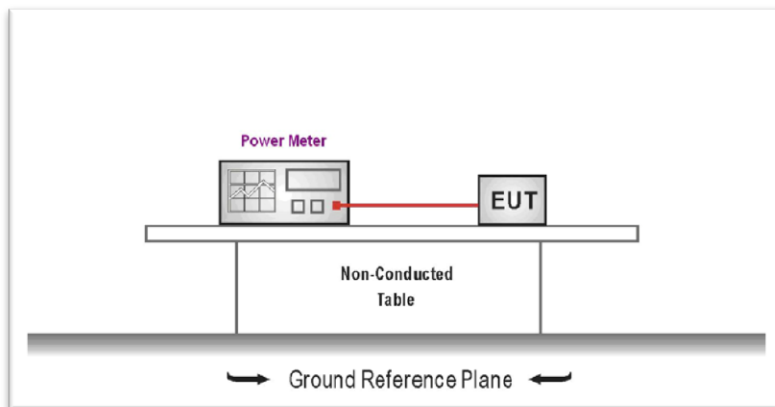 Power Meter
EUT
Non-Conducted
Table
Ground Reference Plane